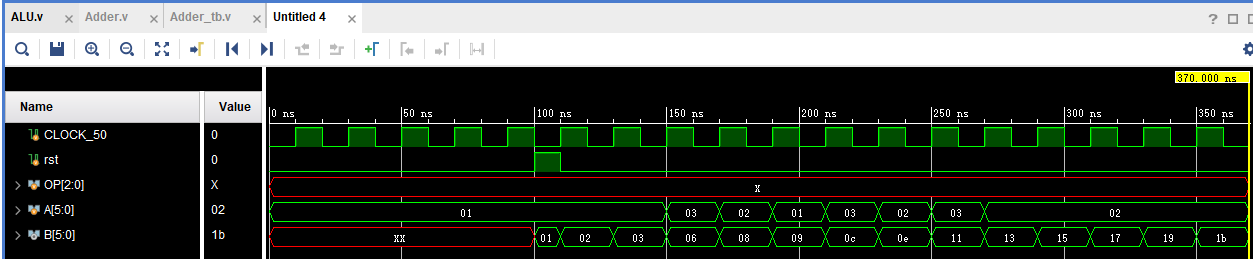 ALU.v × Adder.v × Adder_tb.v × Untitled 4 ×
?
370.000 ns
Name Value
0 ns 50 ns 100 ns 150 ns 200 ns 250 ns 300 ns 350 ns
CLOCK_50 0
rst 0
OP[2:0] X X
A[5:0] 02 01 03 02 01 03 02 03 02
B[5:0] 1b XX 01 02 03 06 08 09 0c 0e 11 13 15 17 19 1b